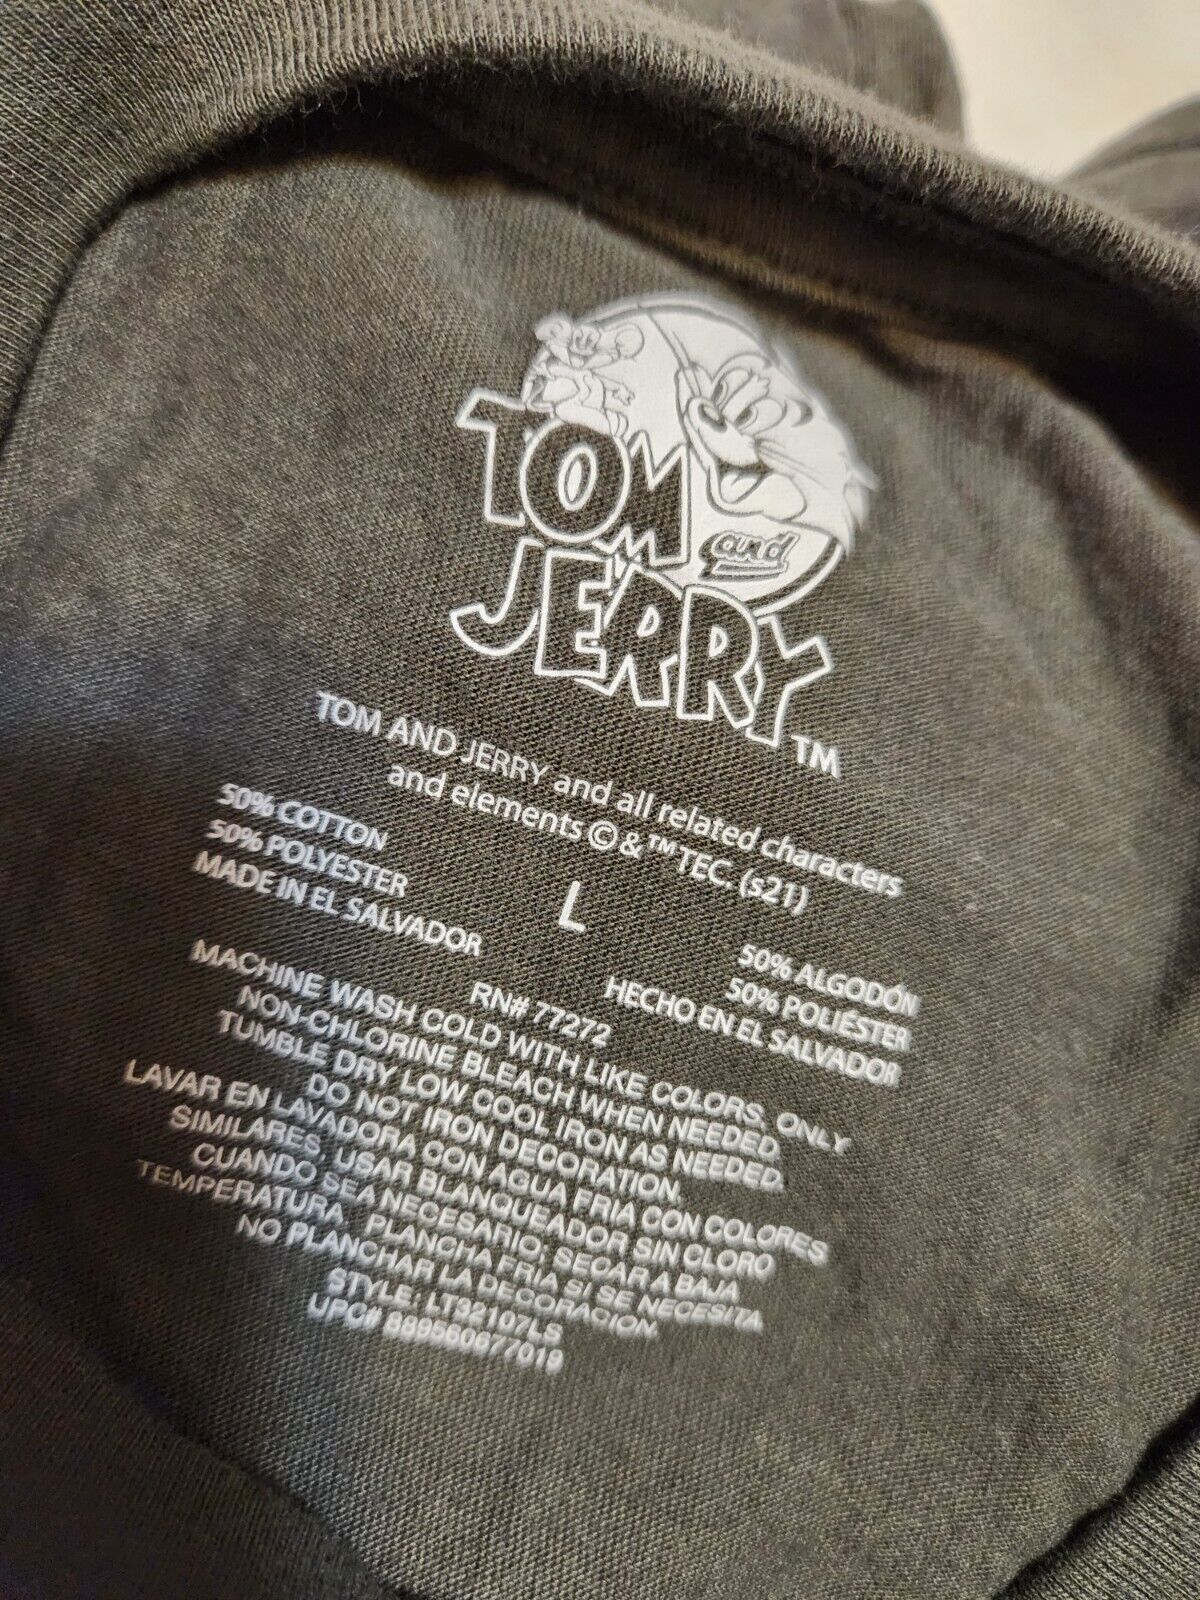 TOM and
JERRY™
TOM AND JERRY and all related characters
and elements © & ™ TEC. (s21)
50% COTTON
50% POLYESTER
MADE IN EL SALVADOR
L
50% ALGODÓN
50% POLIÉSTER
HECHO EN EL SALVADOR
RN# 77272
MACHINE WASH COLD WITH LIKE COLORS, ONLY
NON-CHLORINE BLEACH WHEN NEEDED
TUMBLE DRY LOW COOL IRON AS NEEDED.
DO NOT IRON DECORATION.
LAVAR EN LAVADORA CON AGUA FRIA CON COLORES
SIMILARES, USAR BLANQUEADOR SIN CLORO
CUANDO SEA NECESARIO; SECAR A BAJA
TEMPERATURA, PLANCHA FRIA SI SE NECESITA
NO PLANCHAR LA DECORACION.
STYLE: LT32107LS
UPC# 889560677019